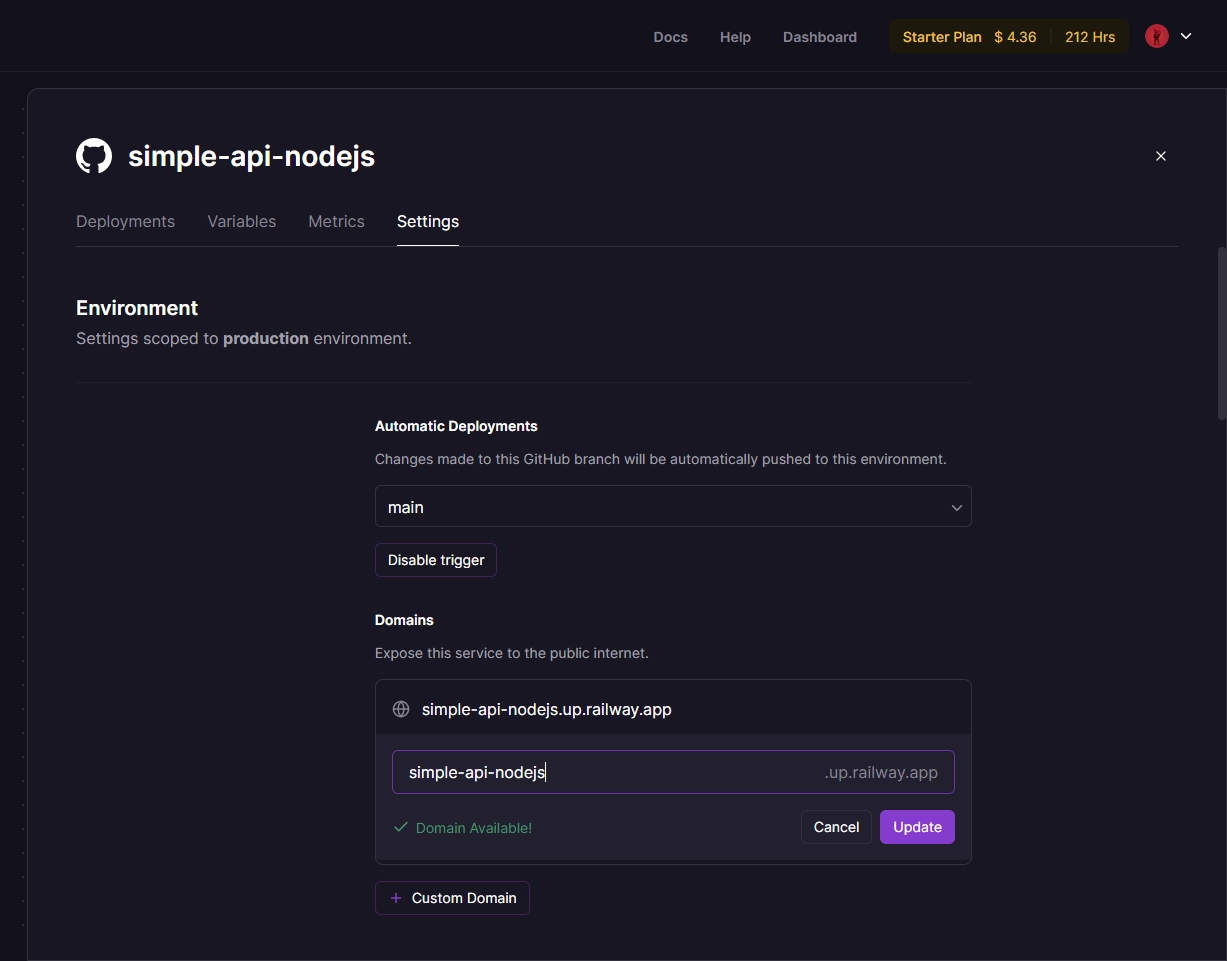 Docs Help Dashboard Starter Plan $ 4.36 212 Hrs
simple-api-nodejs
Deployments Variables Metrics Settings
Environment
Settings scoped to production environment.
Automatic Deployments
Changes made to this GitHub branch will be automatically pushed to this environment.
main
Disable trigger
Domains
Expose this service to the public internet.
simple-api-nodejs.up.railway.app
simple-api-nodejs .up.railway.app
Domain Available! Cancel Update
+ Custom Domain